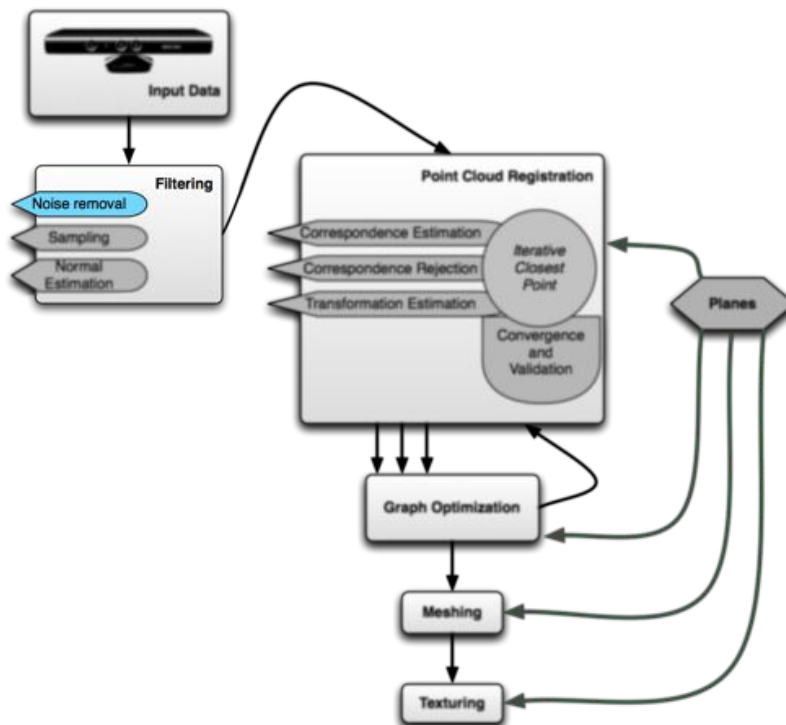 Input Data
Filtering
Noise removal
Sampling
Normal
Estimation
Point Cloud Registration
Correspondence Estimation
Correspondence Rejection
Transformation Estimation
Iterative
Closest
Point
Convergence
and
Validation
Planes
Graph Optimization
Meshing
Texturing